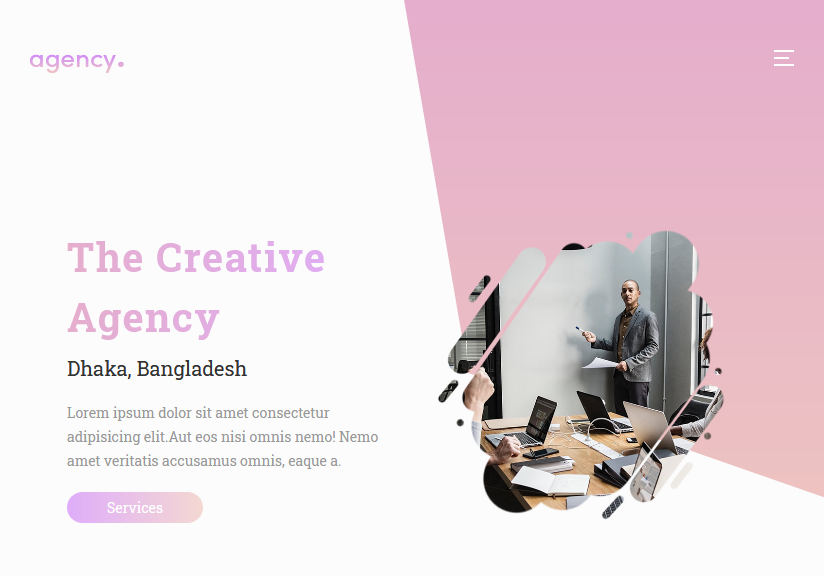 agency.
The Creative
Agency
Dhaka, Bangladesh
Lorem ipsum dolor sit amet consectetur
adipisicing elit.Aut eos nisi omnis nemo! Nemo
amet veritatis accusamus omnis, eaque a.
Services